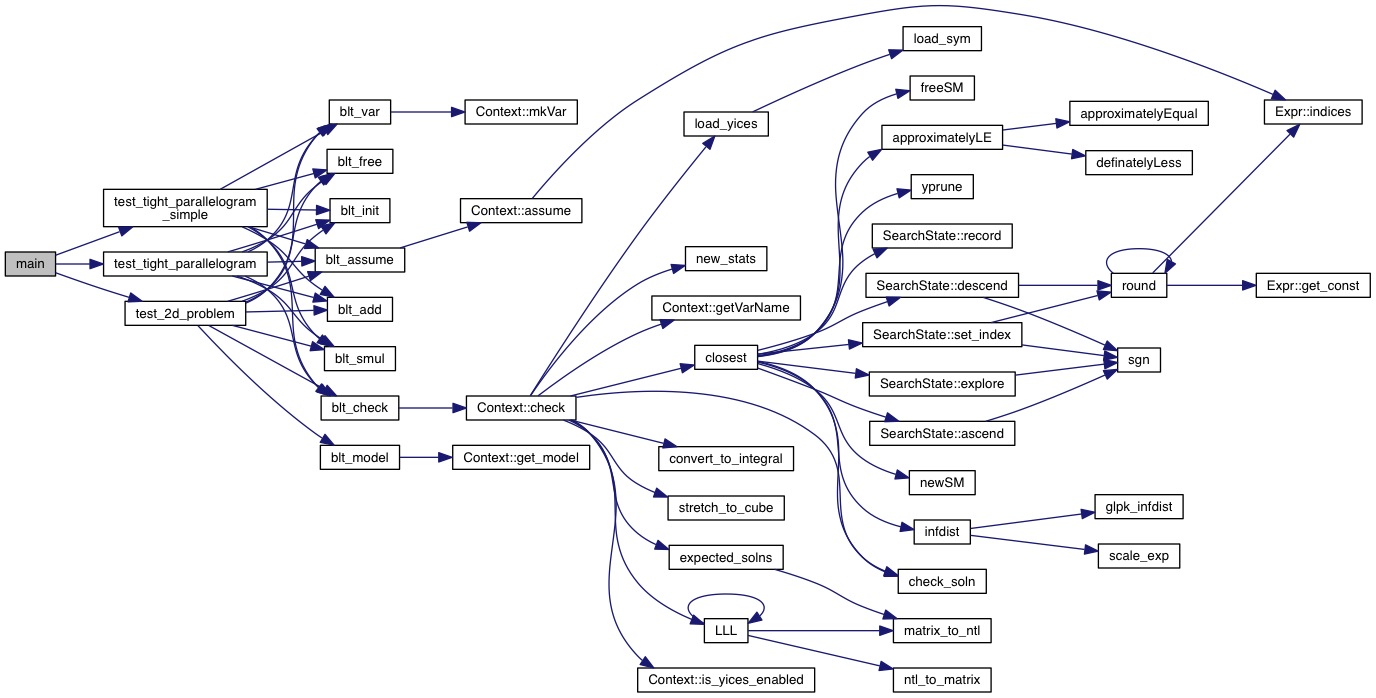 main
test_tight_parallelogram
_simple
test_tight_parallelogram
test_2d_problem
blt_var
blt_free
blt_init
blt_assume
blt_add
blt_smul
blt_check
blt_model
Context::mkVar
Context::assume
Context::check
Context::get_model
load_yices
new_stats
Context::getVarName
closest
convert_to_integral
stretch_to_cube
expected_solns
LLL
Context::is_yices_enabled
load_sym
freeSM
approximatelyLE
yprune
SearchState::record
SearchState::descend
SearchState::set_index
SearchState::explore
SearchState::ascend
newSM
infdist
check_soln
matrix_to_ntl
ntl_to_matrix
approximatelyEqual
definatelyLess
round
sgn
glpk_infdist
scale_exp
Expr::indices
Expr::get_const